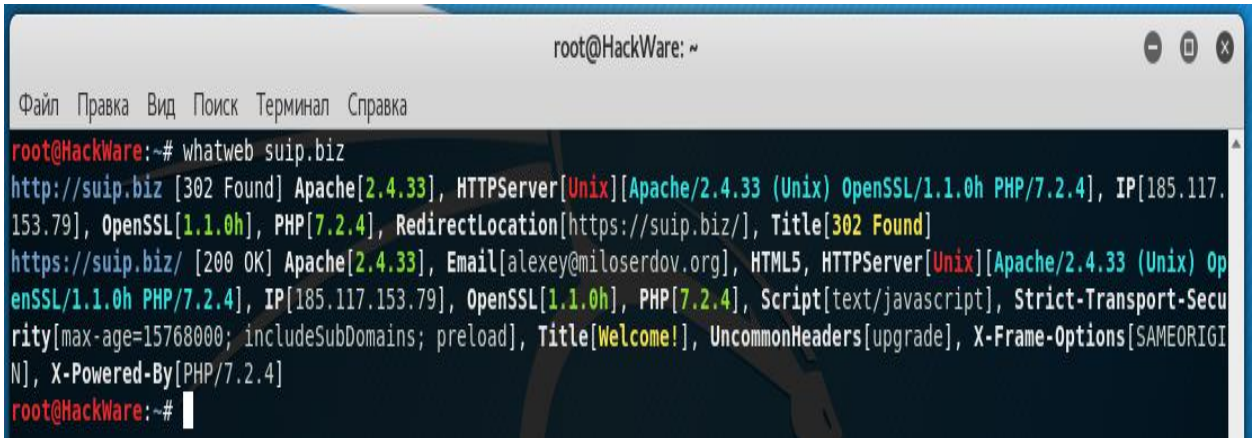 root@HackWare: ~
Файл Правка Вид Поиск Терминал Справка
root@HackWare:~# whatweb suip.biz
http://suip.biz [302 Found] Apache[2.4.33], HTTPServer[Unix][Apache/2.4.33 (Unix) OpenSSL/1.1.0h PHP/7.2.4], IP[185.117.
153.79], OpenSSL[1.1.0h], PHP[7.2.4], RedirectLocation[https://suip.biz/], Title[302 Found]
https://suip.biz/ [200 OK] Apache[2.4.33], Email[alexey@miloserdov.org], HTML5, HTTPServer[Unix][Apache/2.4.33 (Unix) Op
enSSL/1.1.0h PHP/7.2.4], IP[185.117.153.79], OpenSSL[1.1.0h], PHP[7.2.4], Script[text/javascript], Strict-Transport-Secu
rity[max-age=15768000; includeSubDomains; preload], Title[Welcome!], UncommonHeaders[upgrade], X-Frame-Options[SAMEORIGI
N], X-Powered-By[PHP/7.2.4]
root@HackWare:~#